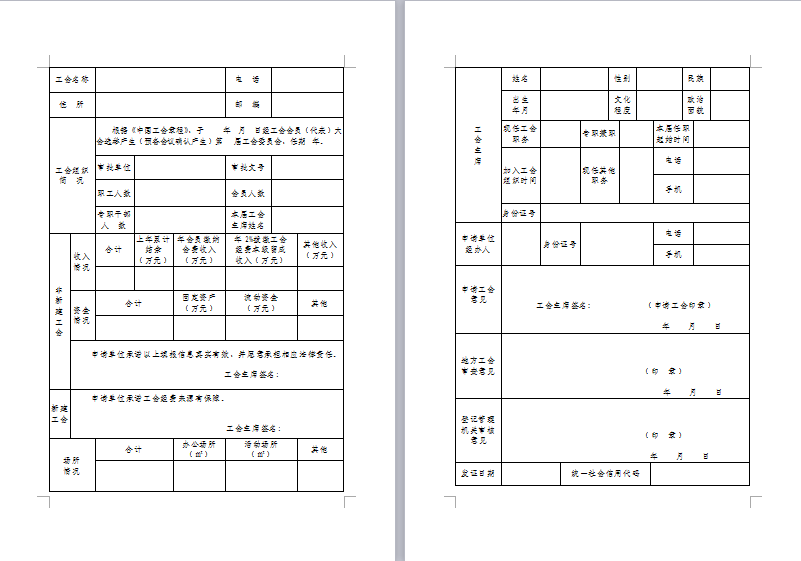 工会名称 电 话
住 所 邮 编
工会组织
简 况
根据《中国工会章程》，于 年 月 日经工会会员（代表）大
会选举产生（预备会议确认产生）第 届工会委员会，任期 年。
审批单位 审批文号
职工人数 会员人数
专职干部
人 数
本届工会
主席姓名
非
新
建
工
会
收入
情况
合计
上年累计
结余
（万元）
年会员缴纳
会费收入
（万元）
年2%拨缴工会
经费本级留成
收入（万元）
其他收入
（万元）
资金
情况
合计
固定资产
（万元）
流动资金
（万元）
其他
申请单位承诺以上填报信息真实有效，并愿意承担相应法律责任。
工会主席签名：
新建
工会
申请单位承诺工会经费来源有保障。
工会主席签名：
场所
情况
合计
办公场所
（㎡）
活动场所
（㎡）
其他
工
会
主
席
姓名 性别 民族
出生
年月
文化
程度
政治
面貌
现任工会
职务
专职兼职
本届任职
起始时间
加入工会
组织时间
现任其他
职务
电话
手机
身份证号
申请单位
经办人
身份证号
电话
手机
申请工会
意见
工会主席签名： （申请工会印章）
年 月 日
地方工会
审查意见
（印 章）
年 月 日
登记管理
机关审核
意见
（印 章）
年 月 日
发证日期 统一社会信用代码